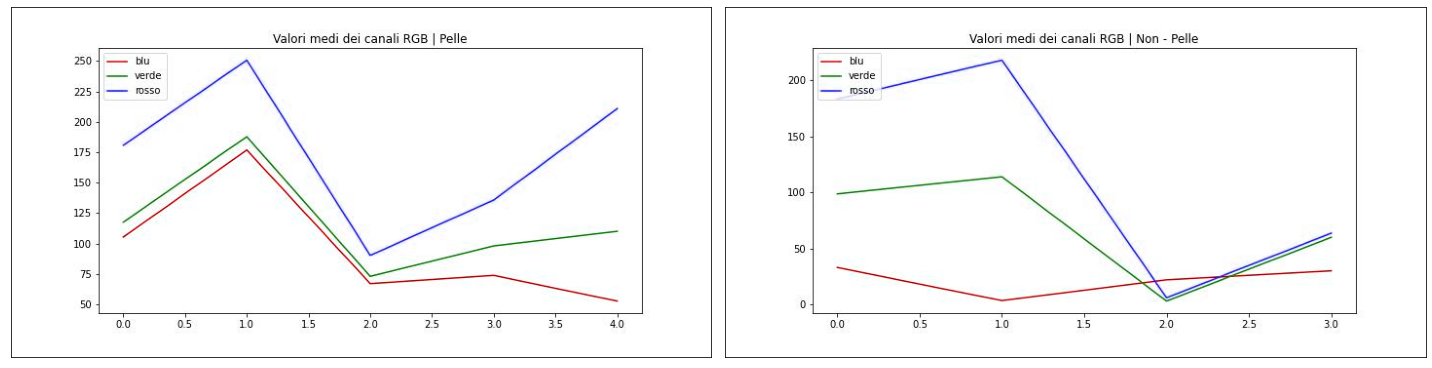 Valori medi dei canali RGB | Pelle
blu
verde
rosso
250
225
200
175
150
125
100
75
50
0.0 0.5 1.0 1.5 2.0 2.5 3.0 3.5 4.0
Valori medi dei canali RGB | Non - Pelle
blu
verde
rosso
200
150
100
50
0
0.0 0.5 1.0 1.5 2.0 2.5 3.0